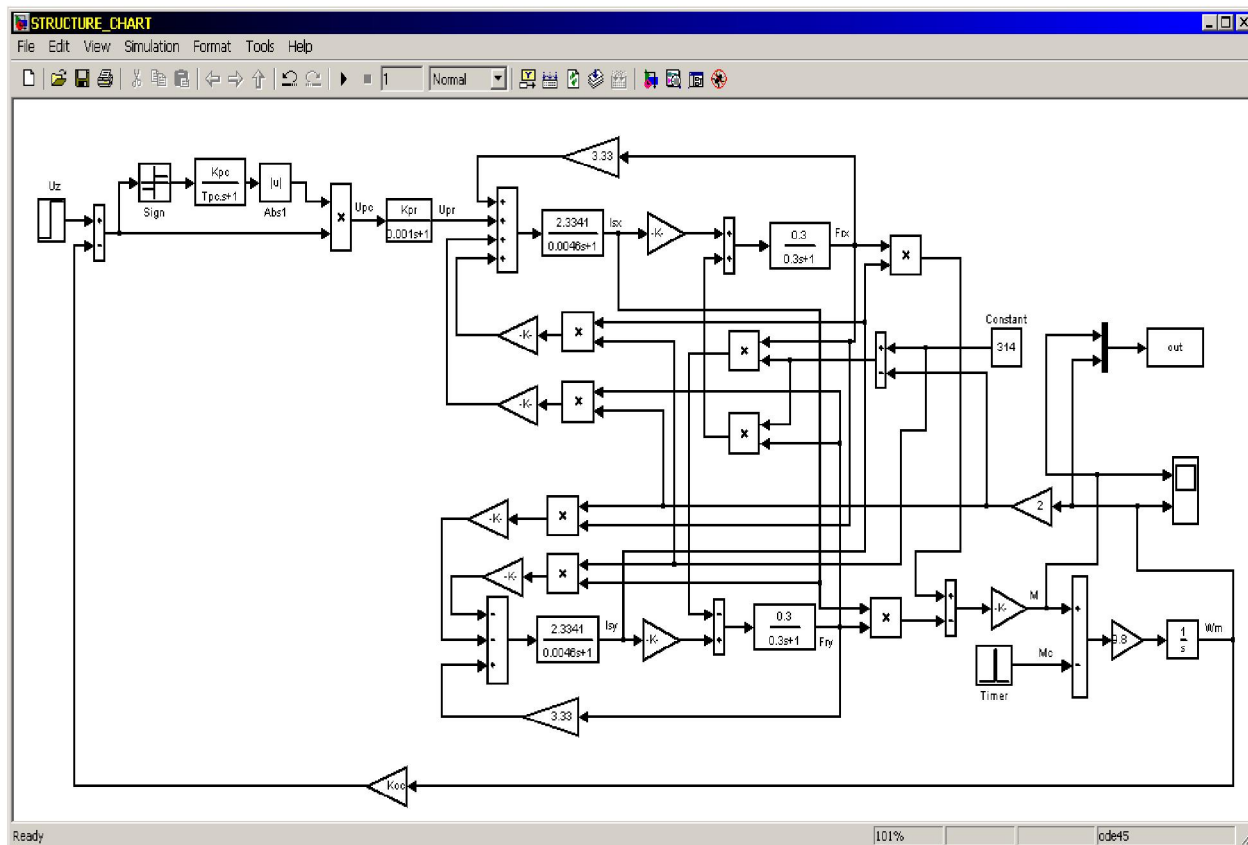 STRUCTURE_CHART
File Edit View Simulation Format Tools Help
1 Normal
Uz
Sign
Kpc
Tpc.s+1
|u|
Abs1
×
Upc
Kpr
0.001s+1
Upr
3.33
+
+
+
+
2.3341
0.0046s+1
Isx
-K-
+
+
0.3
0.3s+1
Frx
×
-K-
×
×
Constant
314
+
-
out
-K-
×
×
-K-
×
2
-K-
×
-
-
+
2.3341
0.0046s+1
Isy
-K-
-
+
0.3
0.3s+1
Fry
×
+
-
-K-
M
+
-
9.8
1
s
Wm
Mc
Timer
3.33
Koc
+
-
Ready 101% ode45